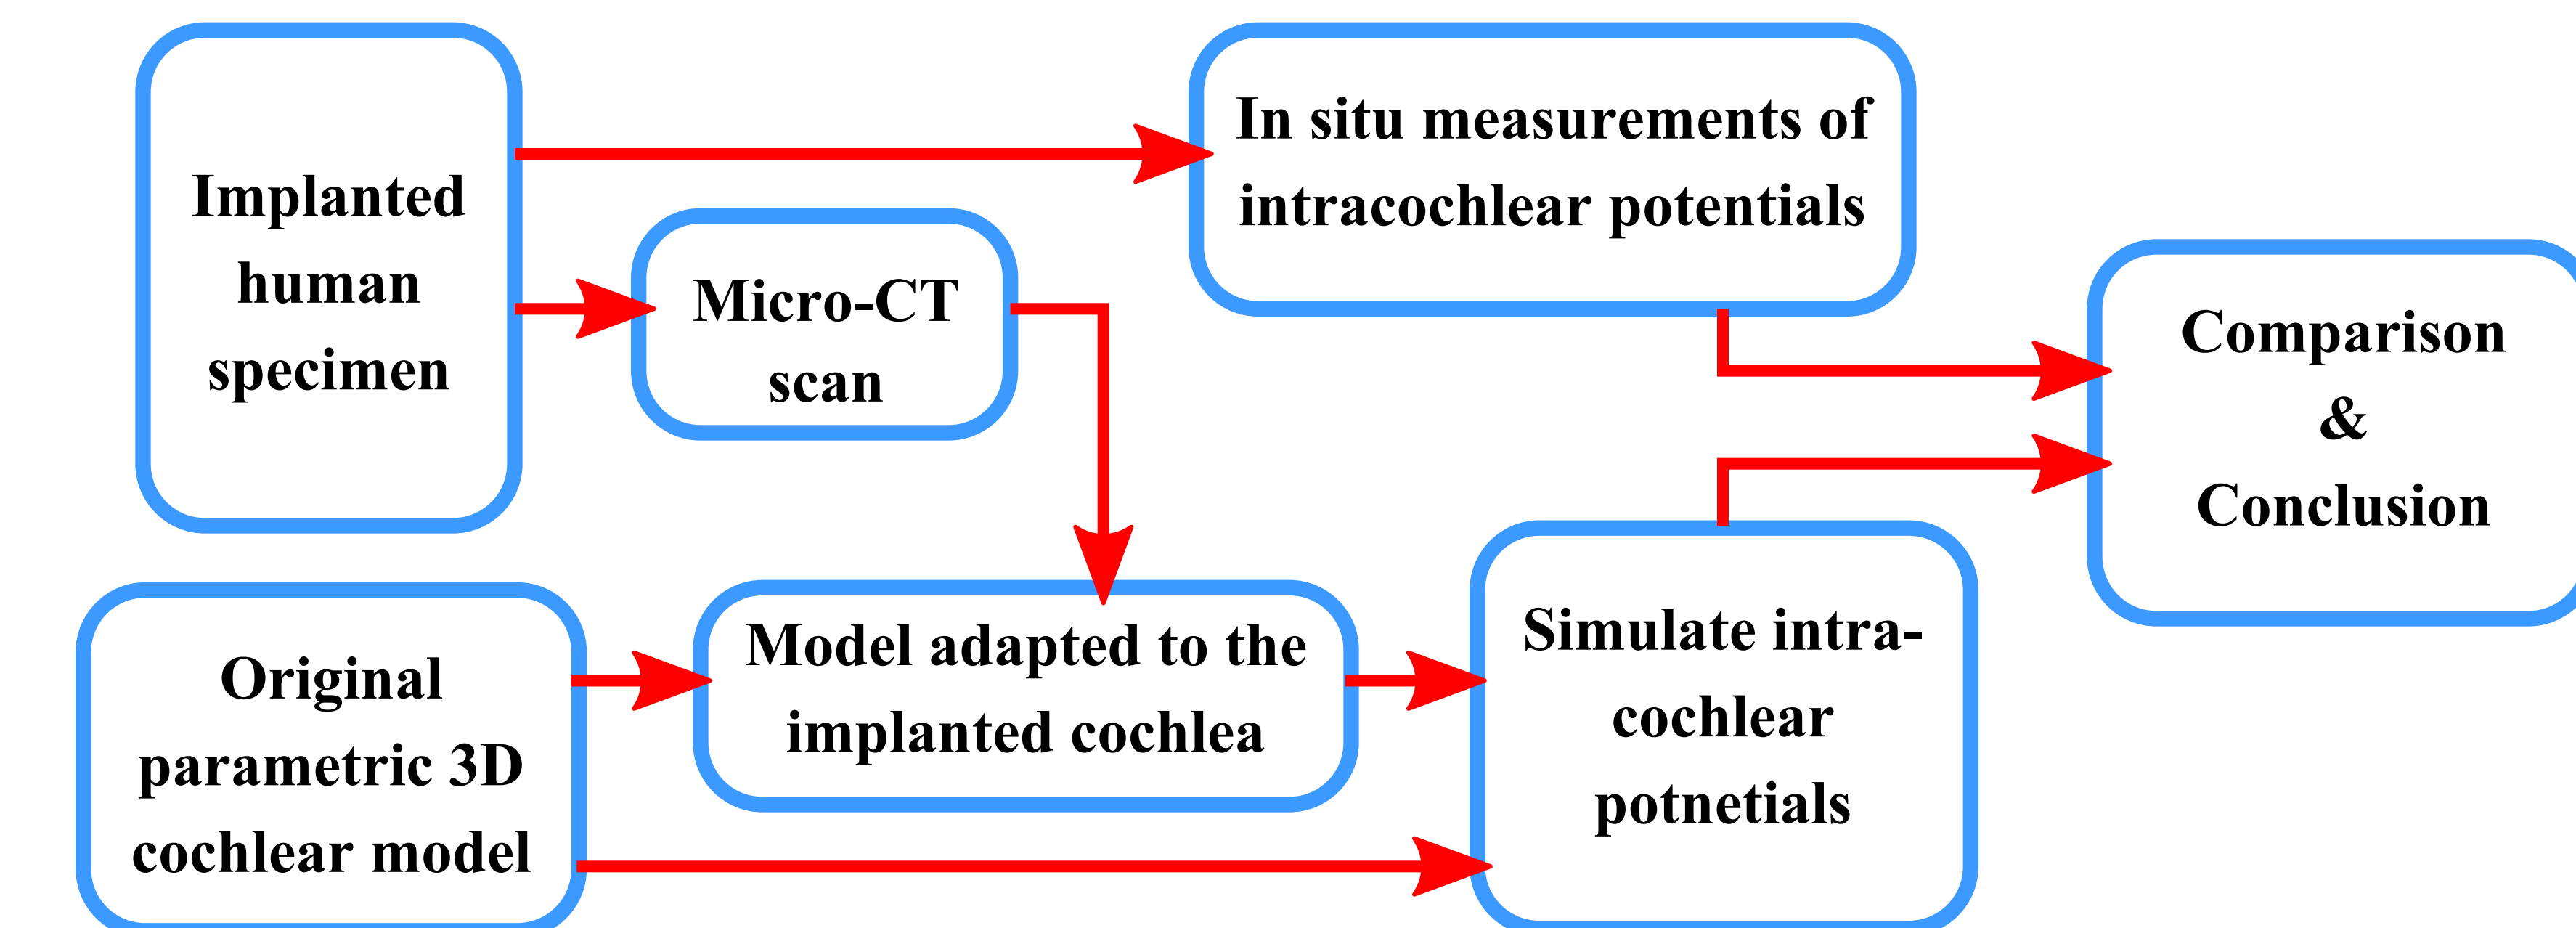 Implanted
human
specimen
In situ measurements of
intracochlear potentials
Micro-CT
scan
Comparison
&
Conclusion
Original
parametric 3D
cochlear model
Model adapted to the
implanted cochlea
Simulate intra-
cochlear
potnetials